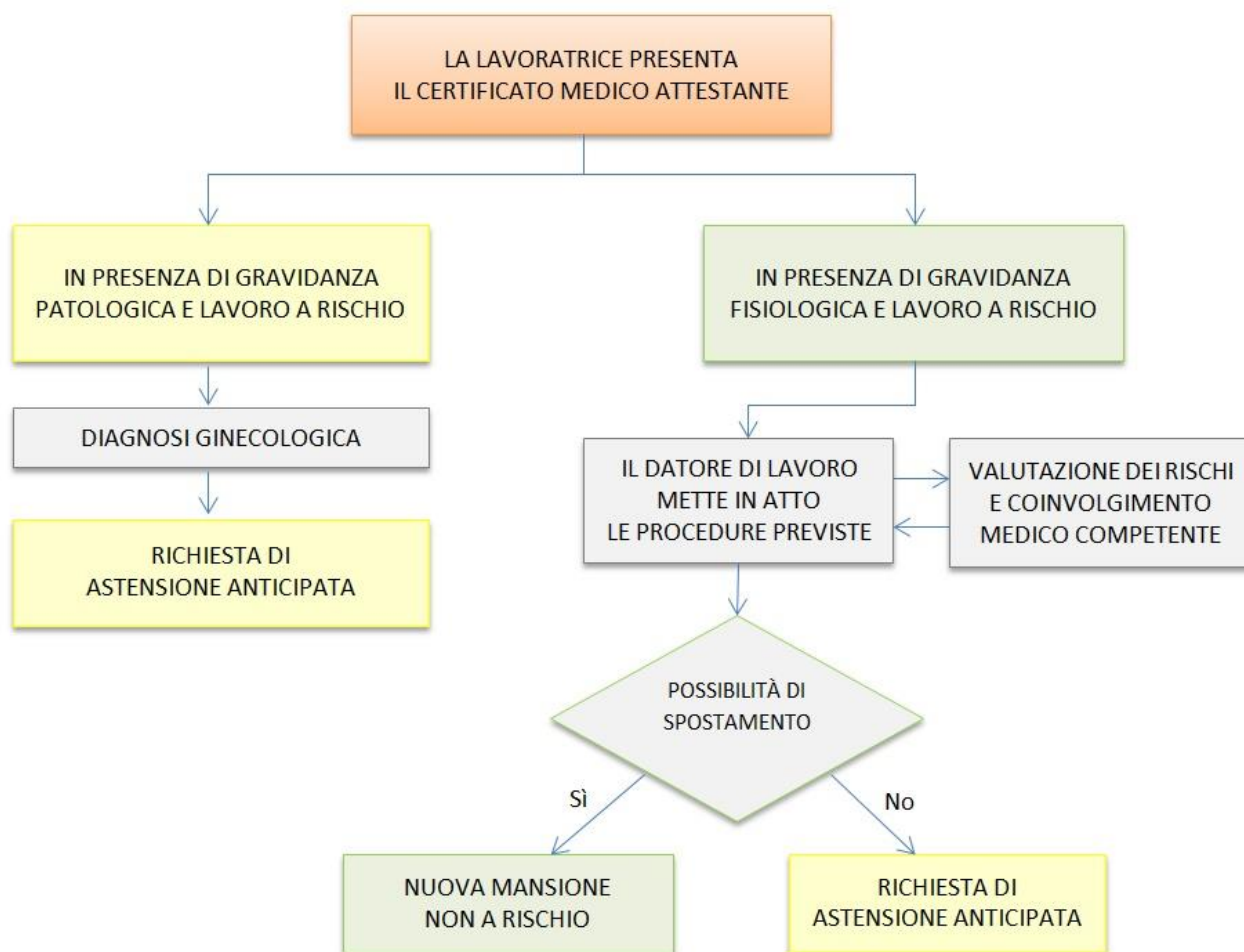 LA LAVORATRICE PRESENTA
IL CERTIFICATO MEDICO ATTESTANTE
IN PRESENZA DI GRAVIDANZA
PATOLOGICA E LAVORO A RISCHIO
IN PRESENZA DI GRAVIDANZA
FISIOLOGICA E LAVORO A RISCHIO
DIAGNOSI GINECOLOGICA
RICHIESTA DI
ASTENSIONE ANTICIPATA
IL DATORE DI LAVORO
METTE IN ATTO
LE PROCEDURE PREVISTE
VALUTAZIONE DEI RISCHI
E COINVOLGIMENTO
MEDICO COMPETENTE
POSSIBILITÀ DI
SPOSTAMENTO
Sì
No
NUOVA MANSIONE
NON A RISCHIO
RICHIESTA DI
ASTENSIONE ANTICIPATA